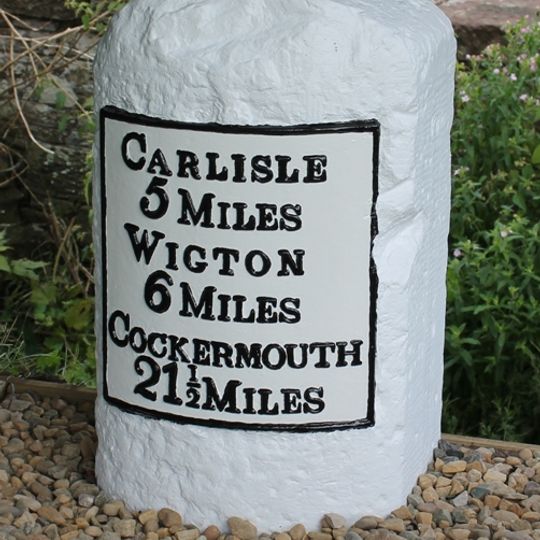 CARLISLE
5 MILES
WIGTON
6 MILES
COCKERMOUTH
21½ MILES